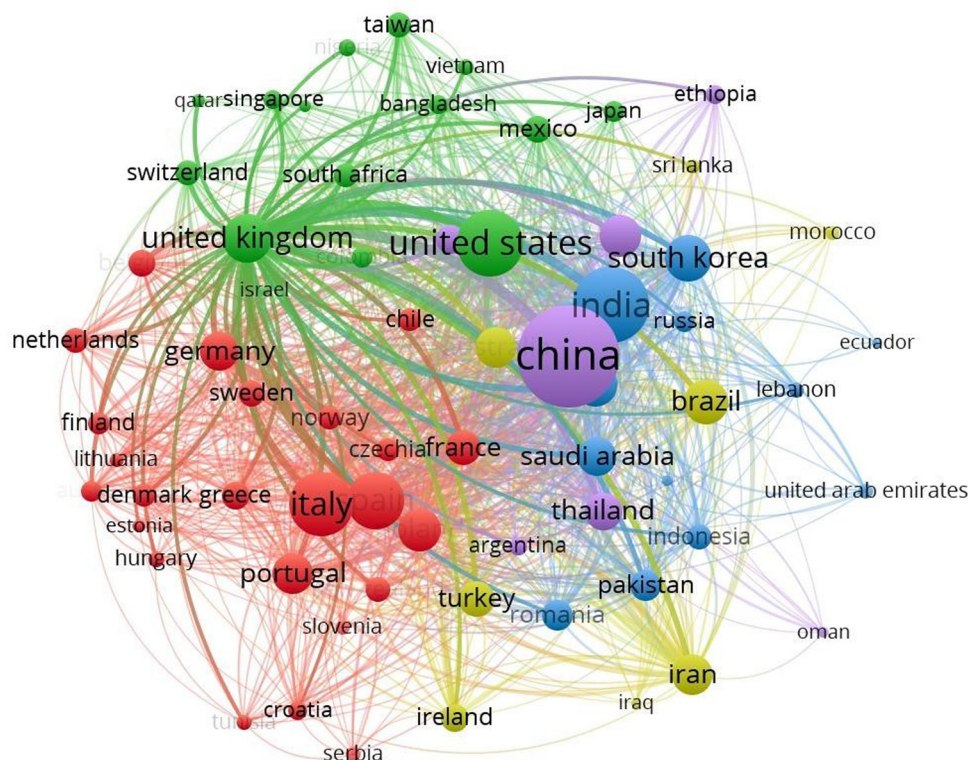 taiwan
nigeria
vietnam
qatar
singapore
bangladesh
ethiopia
japan
mexico
switzerland
south africa
sri lanka
united kingdom
united states
morocco
south korea
israel
india
chile
russia
netherlands
germany
china
ecuador
sweden
lebanon
brazil
norway
finland
czechia
france
lithuania
saudi arabia
denmark
greece
italy
spain
united arab emirates
thailand
estonia
indonesia
argentina
hungary
portugal
pakistan
turkey
romania
slovenia
oman
iran
iraq
croatia
ireland
tunisia
serbia